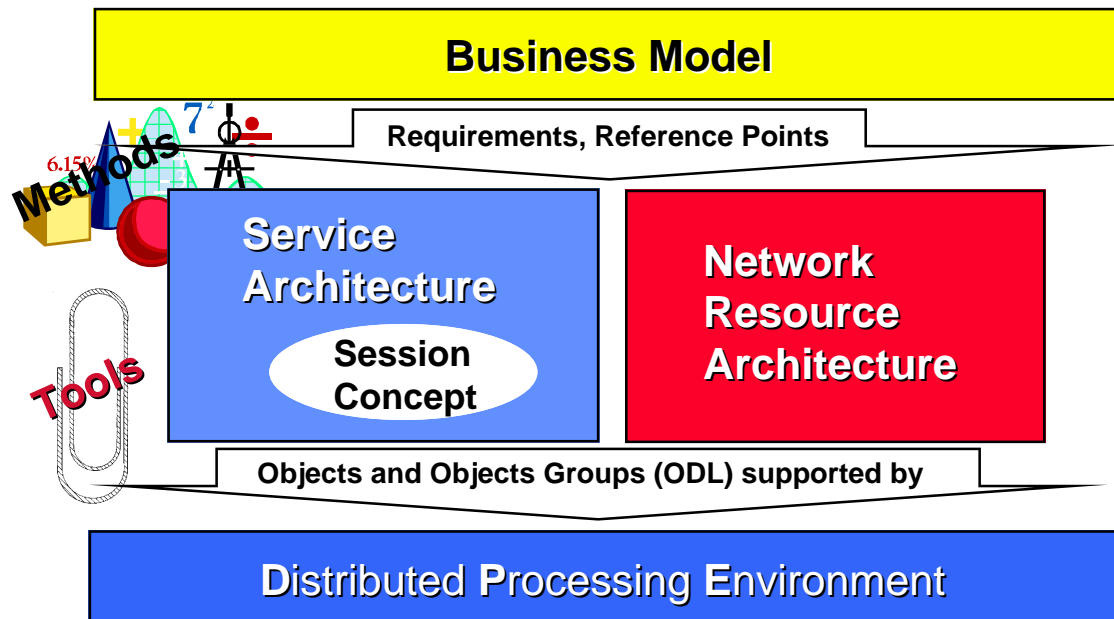 Business Model
Requirements, Reference Points
7²
6.15%
Methods
Service
Architecture
Network
Resource
Architecture
Session
Concept
Tools
Objects and Objects Groups (ODL) supported by
Distributed Processing Environment